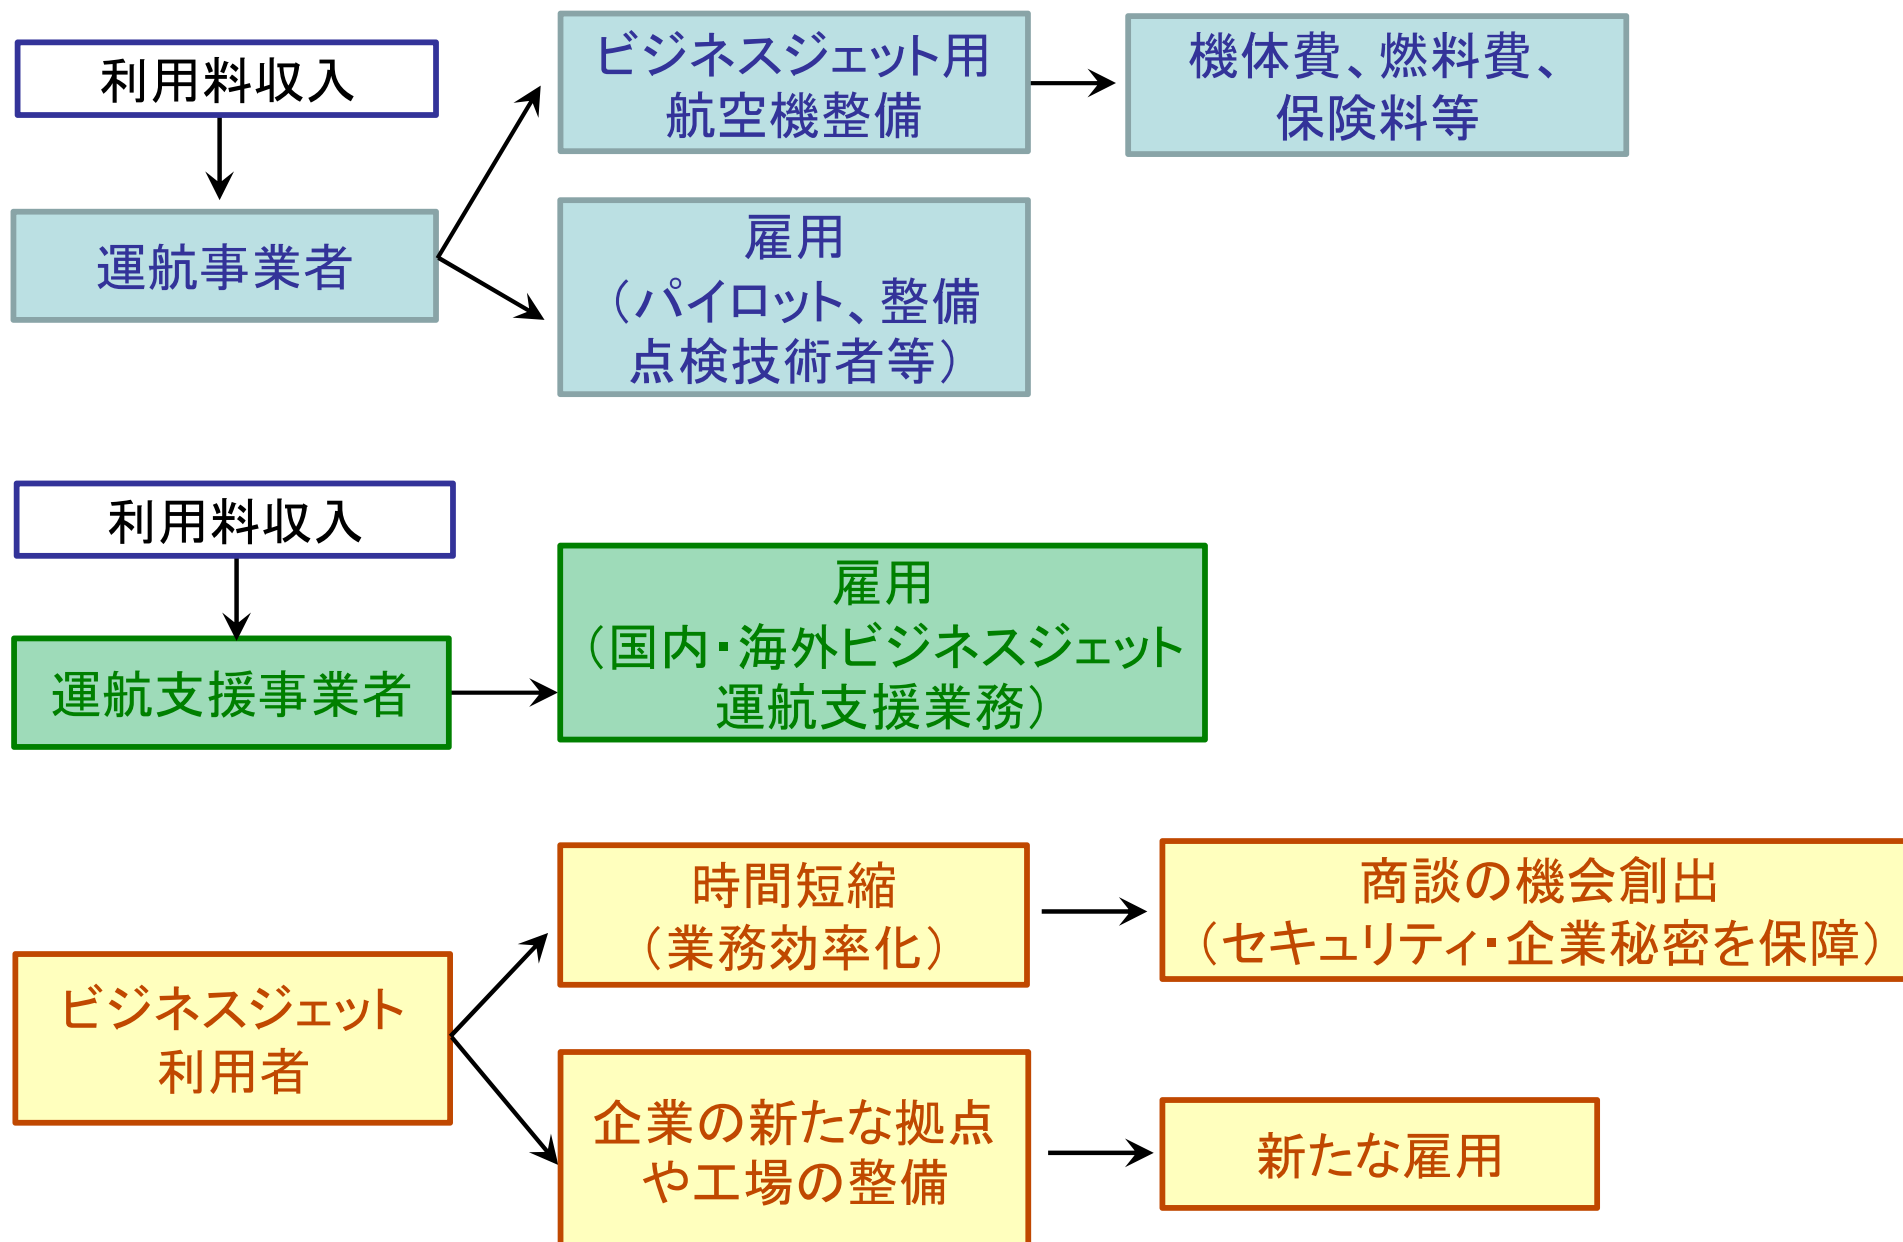 利用料収入
運航事業者
ビジネスジェット用
航空機整備
機体費、燃料費、
保険料等
雇用
（パイロット、整備
点検技術者等）
利用料収入
運航支援事業者
雇用
（国内・海外ビジネスジェット
運航支援業務）
ビジネスジェット
利用者
時間短縮
（業務効率化）
商談の機会創出
（セキュリティ・企業秘密を保障）
企業の新たな拠点
や工場の整備
新たな雇用